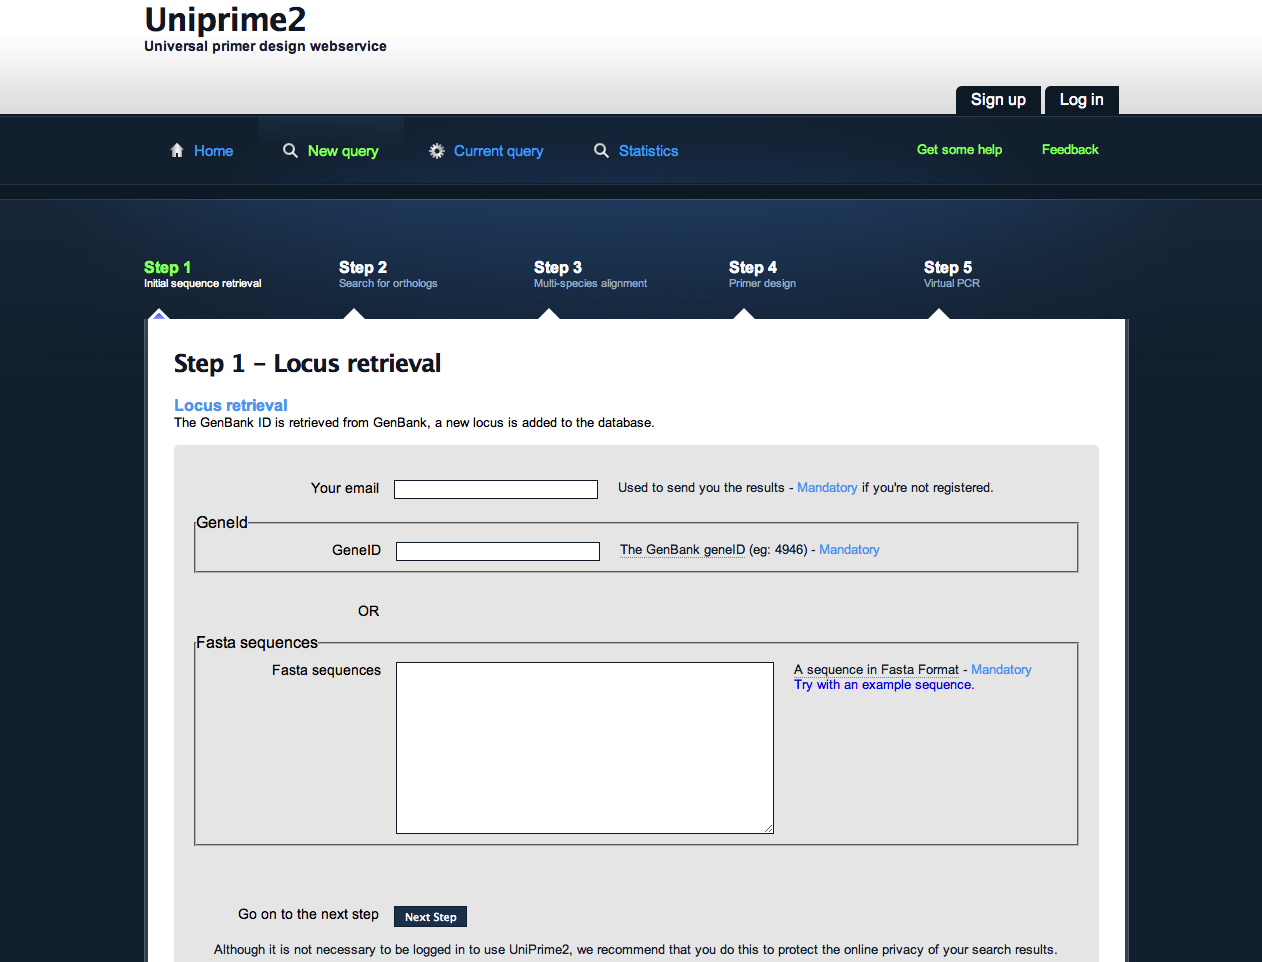 Uniprime2
Universal primer design webservice
Sign up Log in
Home New query Current query Statistics Get some help Feedback
Step 1 Step 2 Step 3 Step 4 Step 5
Initial sequence retrieval Search for orthologs Multi-species alignment Primer design Virtual PCR
Step 1 – Locus retrieval
Locus retrieval
The GenBank ID is retrieved from GenBank, a new locus is added to the database.
Your email Used to send you the results - Mandatory if you're not registered.
GeneId
GeneID The GenBank geneID (eg: 4946) - Mandatory
OR
Fasta sequences
Fasta sequences A sequence in Fasta Format - Mandatory
Try with an example sequence.
Go on to the next step Next Step
Although it is not necessary to be logged in to use UniPrime2, we recommend that you do this to protect the online privacy of your search results.